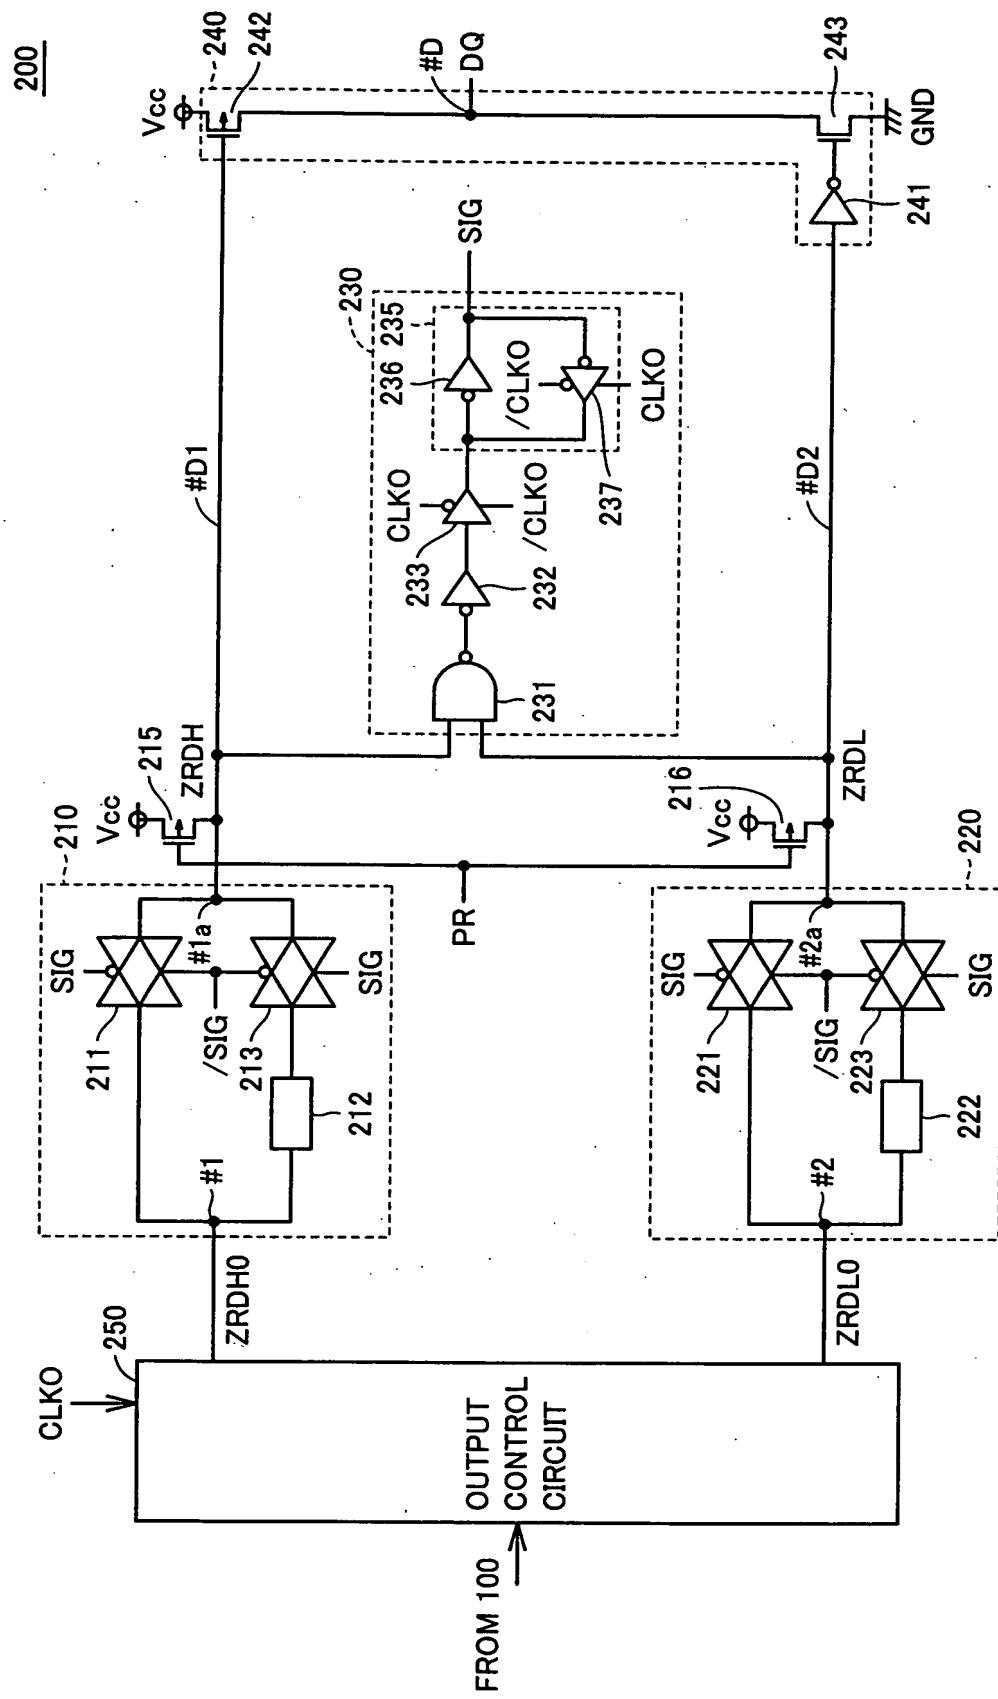 200
CLKO
250
OUTPUT
CONTROL
CIRCUIT
FROM 100
ZRDH0
ZRDL0
210
#1
211
SIG
/SIG
213
212
SIG
#1a
Vcc
215
ZRDH
#D1
PR
220
#2
221
SIG
/SIG
223
222
SIG
#2a
Vcc
216
ZRDL
#D2
230
231
232
233
CLKO
/CLKO
235
236
237
/CLKO
CLKO
SIG
Vcc
240
242
#D
DQ
243
GND
241